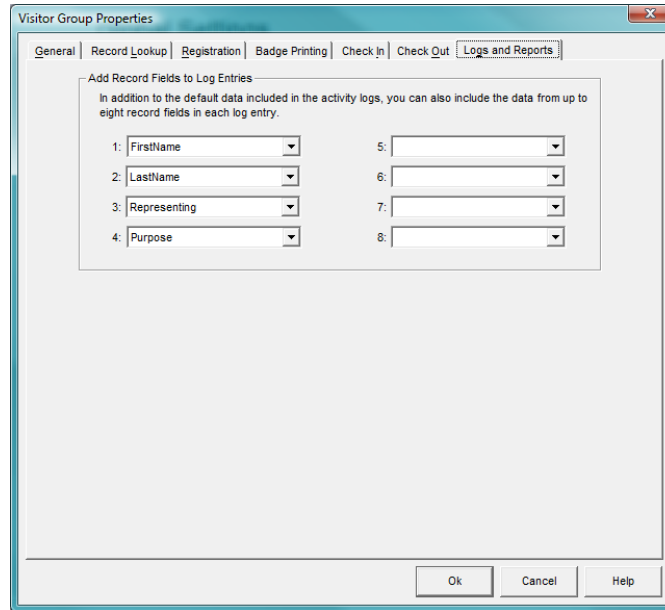 Visitor Group Properties
General Record Lookup Registration Badge Printing Check In Check Out Logs and Reports
Add Record Fields to Log Entries
In addition to the default data included in the activity logs, you can also include the data from up to
eight record fields in each log entry.
1: FirstName 5:
2: LastName 6:
3: Representing 7:
4: Purpose 8:
Ok Cancel Help